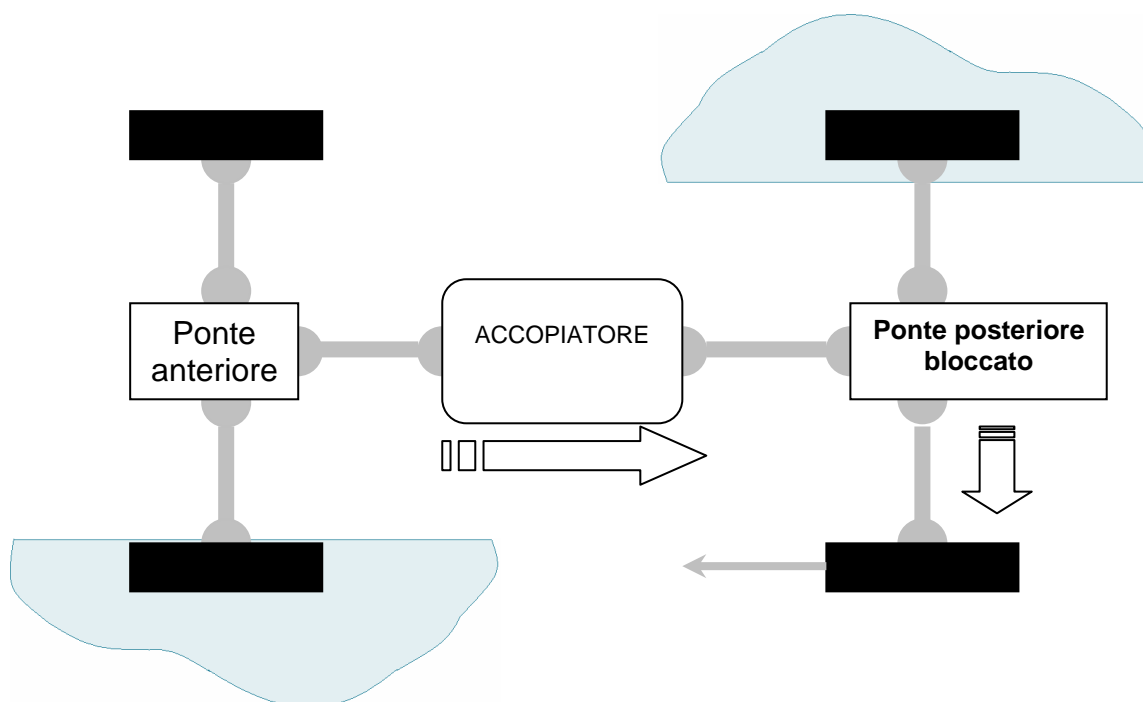 Ponte
anteriore
ACCOPIATORE
Ponte posteriore
bloccato